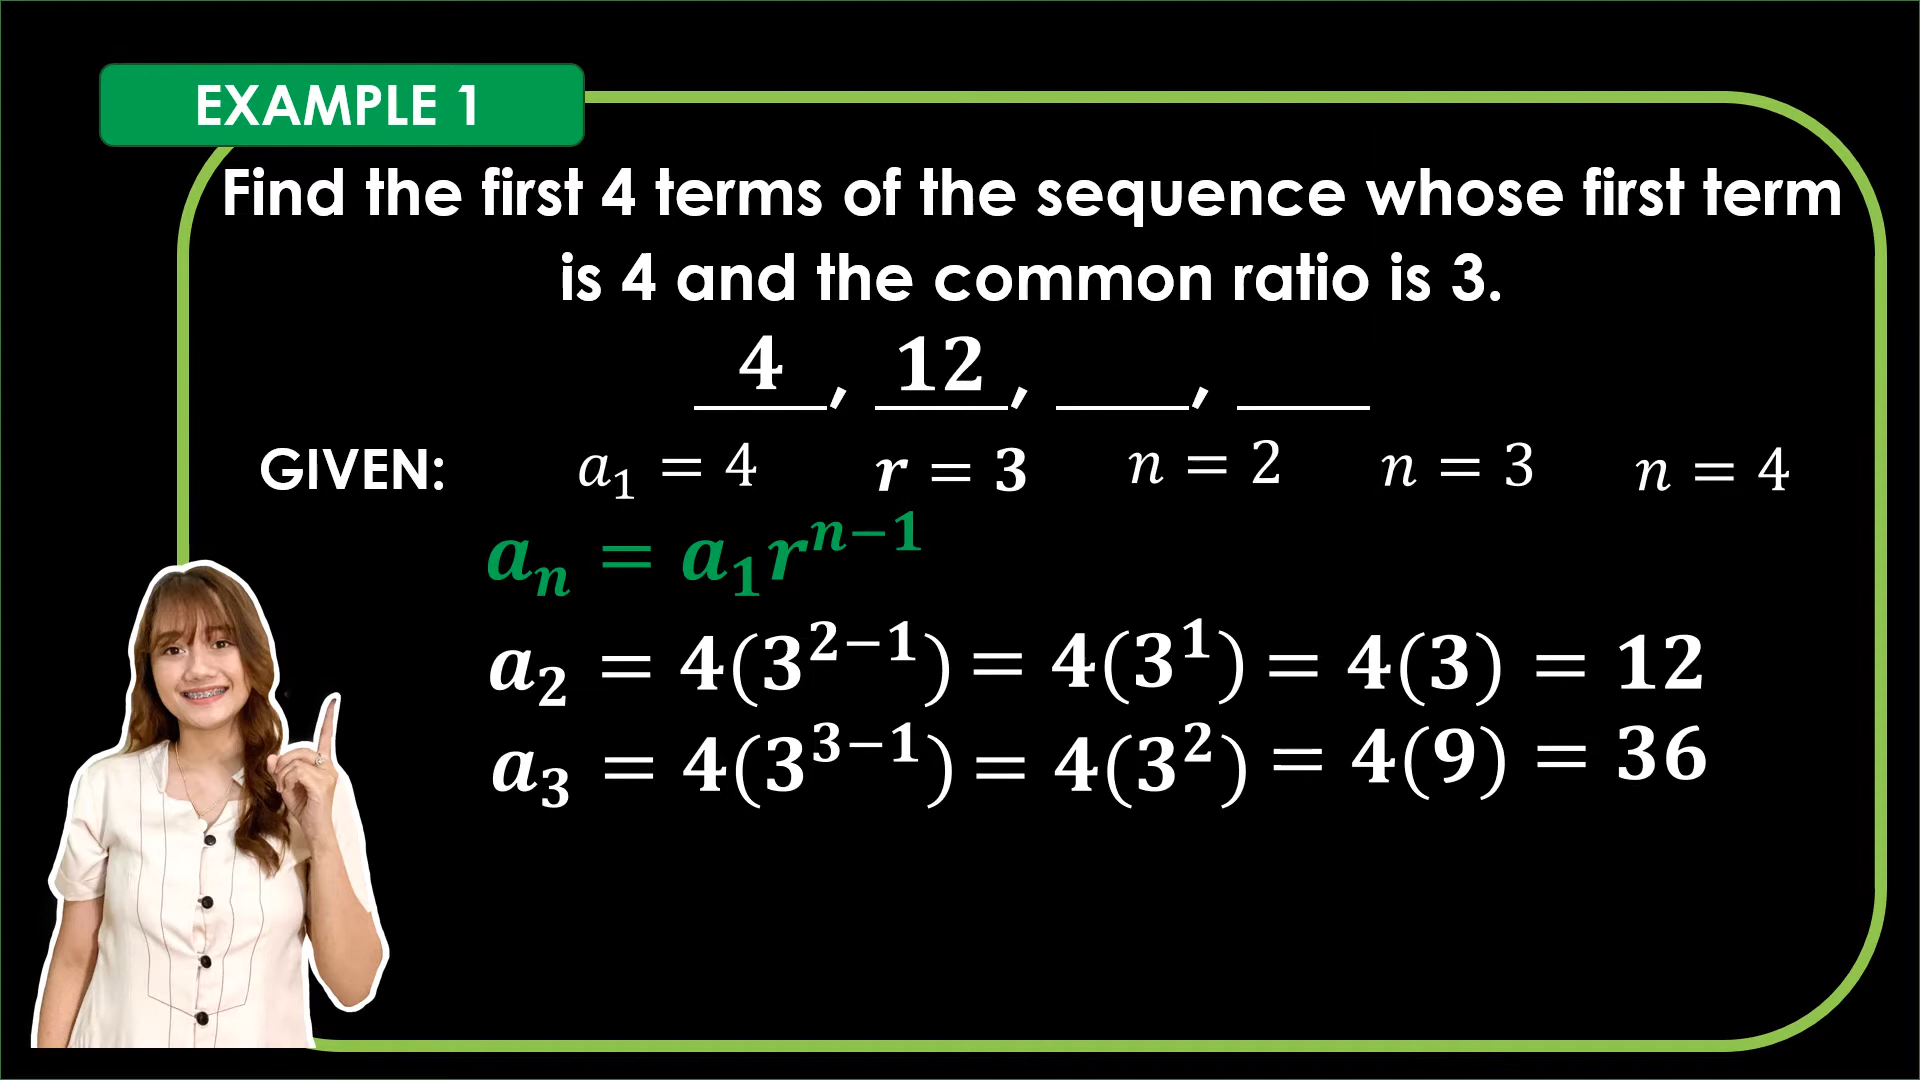 EXAMPLE 1
Find the first 4 terms of the sequence whose first term
is 4 and the common ratio is 3.
4, 12, ____, ____
GIVEN: a₁ = 4 r = 3 n = 2 n = 3 n = 4
aₙ = a₁rⁿ⁻¹
a₂ = 4(3²⁻¹) = 4(3¹) = 4(3) = 12
a₃ = 4(3³⁻¹) = 4(3²) = 4(9) = 36